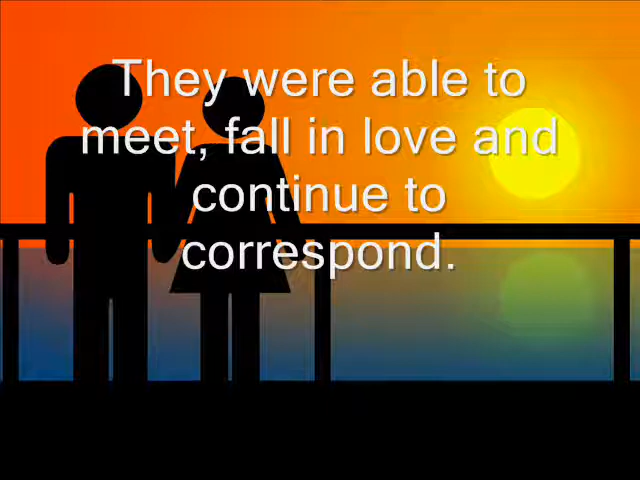 They were able to
meet, fall in love and
continue to
correspond.